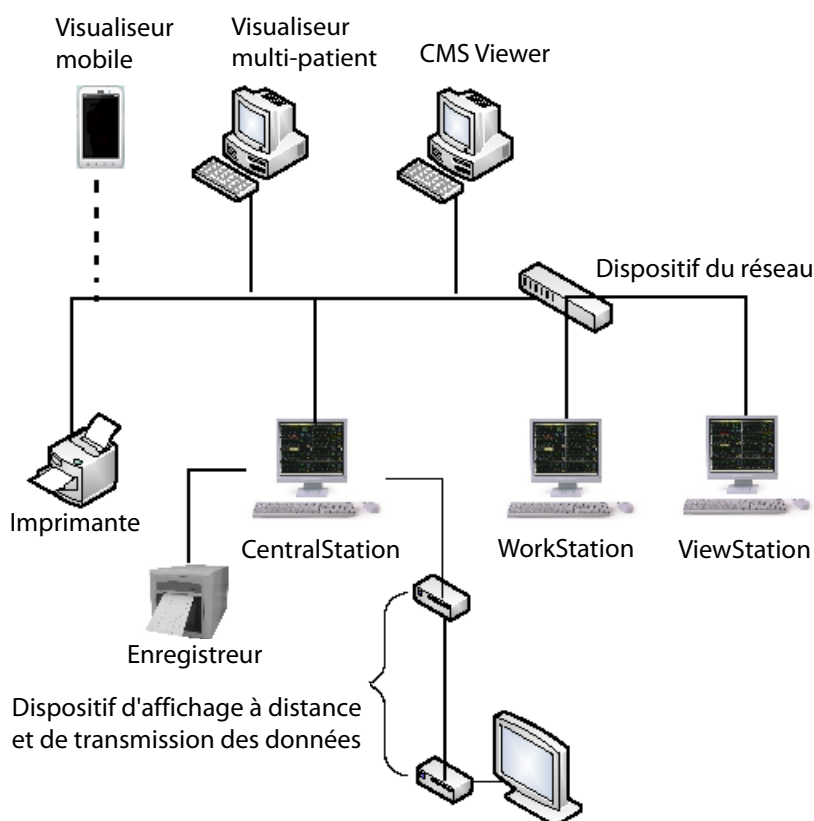 Visualiseur
mobile
Visualiseur
multi-patient
CMS Viewer
Dispositif du réseau
Imprimante
CentralStation
WorkStation
ViewStation
Enregistreur
Dispositif d'affichage à distance
et de transmission des données